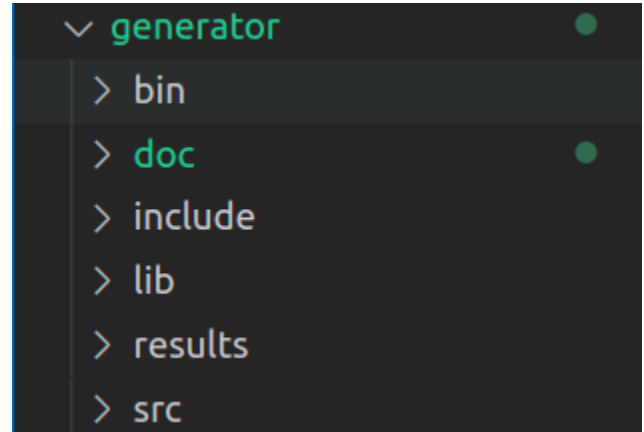 generator
bin
doc
include
lib
results
src